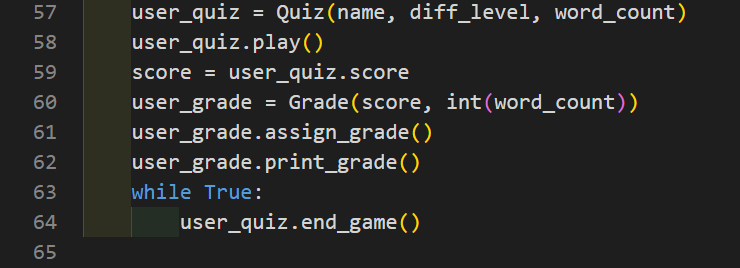 57 user_quiz = Quiz(name, diff_level, word_count)
58 user_quiz.play()
59 score = user_quiz.score
60 user_grade = Grade(score, int(word_count))
61 user_grade.assign_grade()
62 user_grade.print_grade()
63 while True:
64 user_quiz.end_game()
65